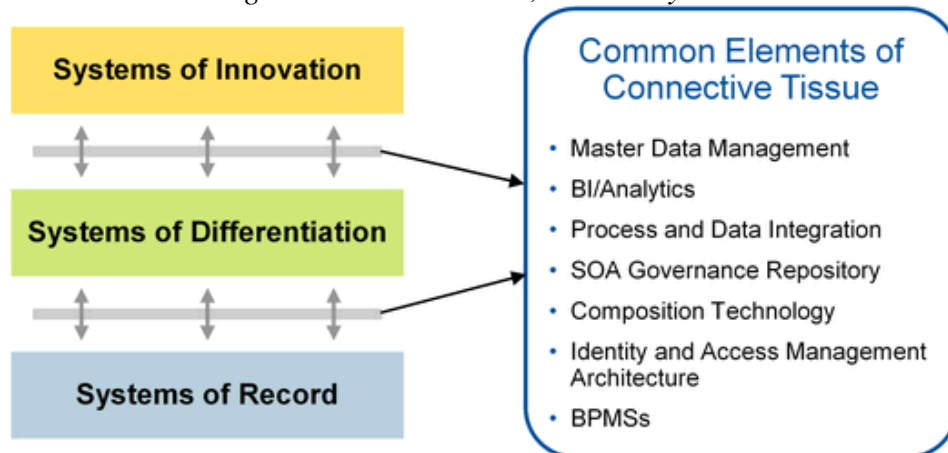 Systems of Innovation
Systems of Differentiation
Systems of Record
Common Elements of
Connective Tissue
• Master Data Management
• BI/Analytics
• Process and Data Integration
• SOA Governance Repository
• Composition Technology
• Identity and Access Management
Architecture
• BPMSs